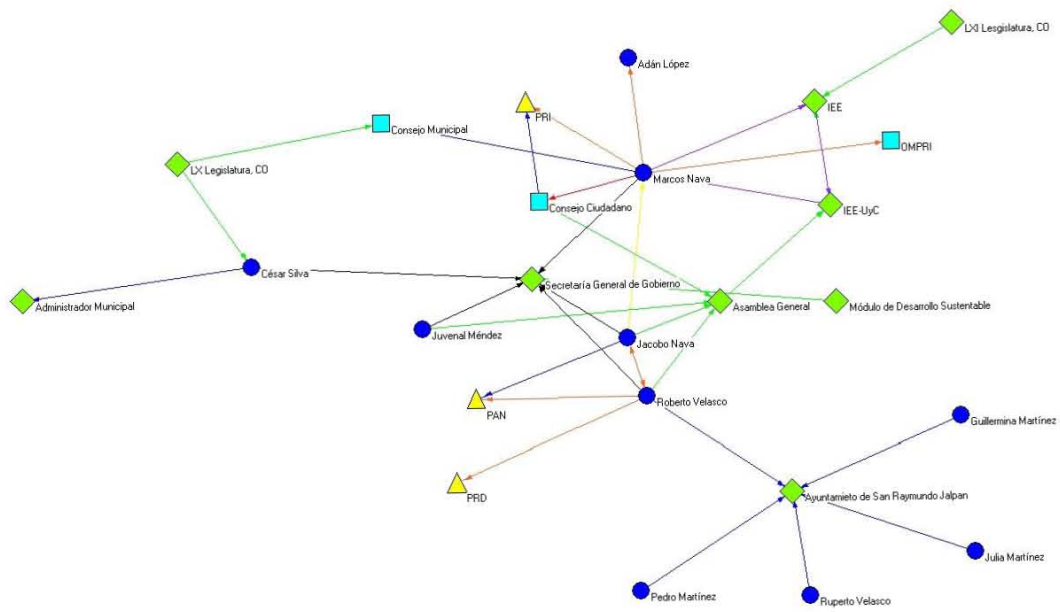 LXI Lesgislatura, CO
Adán López
IEE
PRI
Consejo Municipal
OMPRI
LX Legislatura, CO
Marcos Nava
Consejo Ciudadano
IEE-UyC
César Silva
Secretaría General de Gobierno
Administrador Municipal
Asamblea General
Módulo de Desarrollo Sustentable
Juvenal Méndez
Jacobo Nava
Roberto Velasco
PAN
Guillermina Martínez
PRD
Ayuntamieto de San Raymundo Jalpan
Julia Martínez
Pedro Martínez
Ruperto Velasco